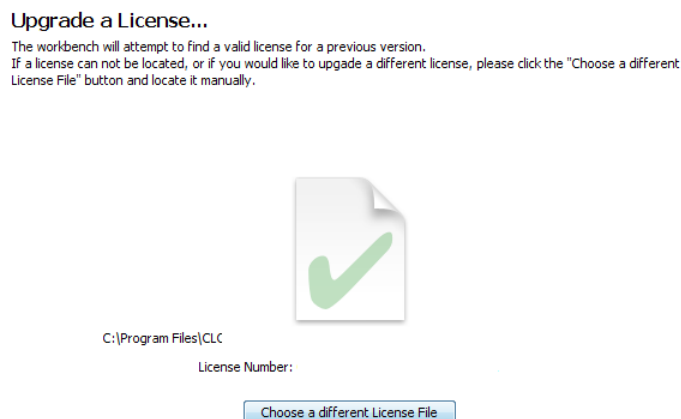 Upgrade a License...
The workbench will attempt to find a valid license for a previous version.
If a license can not be located, or if you would like to upgade a different license, please click the "Choose a different
License File" button and locate it manually.
C:\Program Files\CLC
License Number:
Choose a different License File